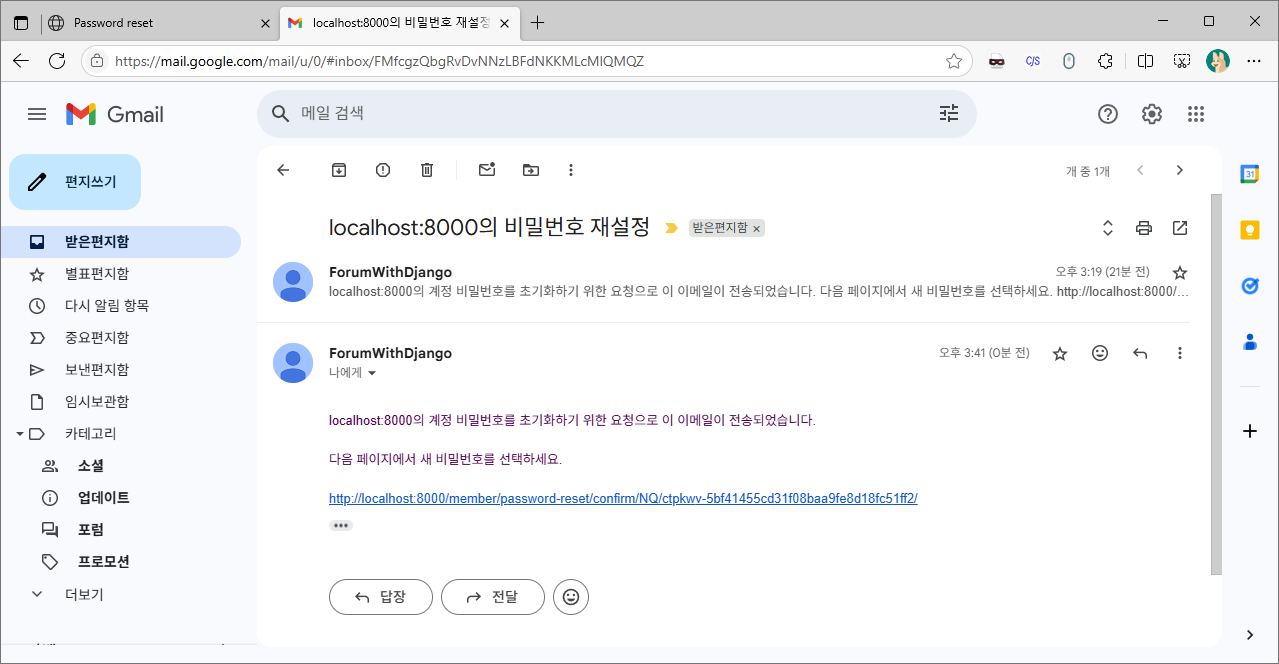 Password reset
localhost:8000의 비밀번호 재설정
https://mail.google.com/mail/u/0/#inbox/FMfcgzQbgRvDvNNzLBFdNKKMLcMlQMQZ
C/S
Gmail
메일 검색
편지쓰기
개 중 1개
31
받은편지함
별표편지함
다시 알림 항목
중요편지함
보낸편지함
임시보관함
카테고리
소셜
업데이트
포럼
프로모션
더보기
localhost:8000의 비밀번호 재설정
받은편지함 ×
ForumWithDjango
오후 3:19 (21분 전)
localhost:8000의 계정 비밀번호를 초기화하기 위한 요청으로 이 이메일이 전송되었습니다. 다음 페이지에서 새 비밀번호를 선택하세요. http://localhost:8000/…
ForumWithDjango
오후 3:41 (0분 전)
나에게
localhost:8000의 계정 비밀번호를 초기화하기 위한 요청으로 이 이메일이 전송되었습니다.
다음 페이지에서 새 비밀번호를 선택하세요.
http://localhost:8000/member/password-reset/confirm/NQ/ctpkwv-5bf41455cd31f08baa9fe8d18fc51ff2/
답장
전달